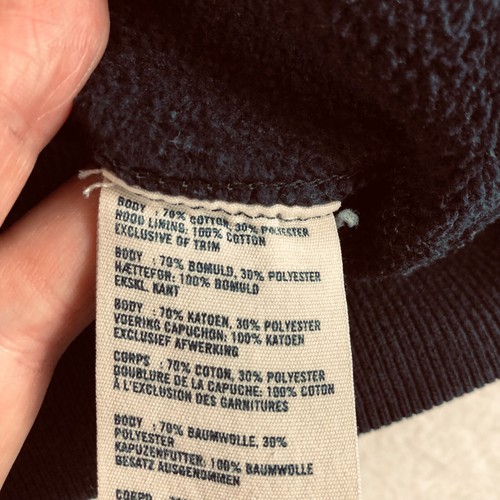 BODY : 70% COTTON, 30% POLYESTER
HOOD LINING: 100% COTTON
EXCLUSIVE OF TRIM
BODY : 70% BOMULD, 30% POLYESTER
HÆTTEFOR: 100% BOMULD
EKSKL. KANT
BODY : 70% KATOEN, 30% POLYESTER
VOERING CAPUCHON: 100% KATOEN
EXCLUSIEF AFWERKING
CORPS : 70% COTON, 30% POLYESTER
DOUBLURE DE LA CAPUCHE: 100% COTON
À L'EXCLUSION DES GARNITURES
BODY : 70% BAUMWOLLE, 30%
POLYESTER
KAPUZENFUTTER: 100% BAUMWOLLE
BESATZ AUSGENOMMEN
CORPO